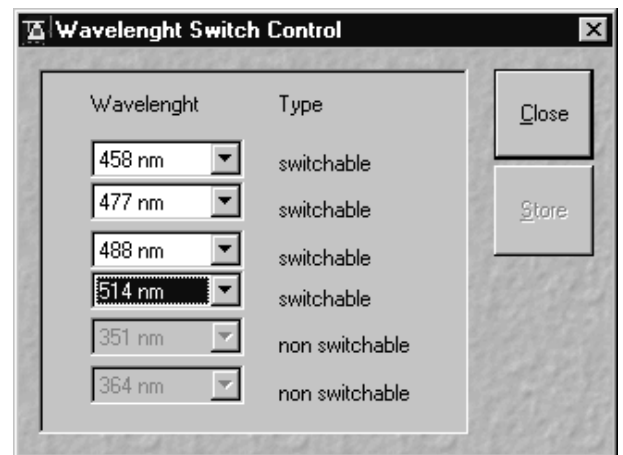 Wavelenght Switch Control
Wavelenght Type
458 nm switchable
477 nm switchable
488 nm switchable
514 nm switchable
351 nm non switchable
364 nm non switchable
Close
Store